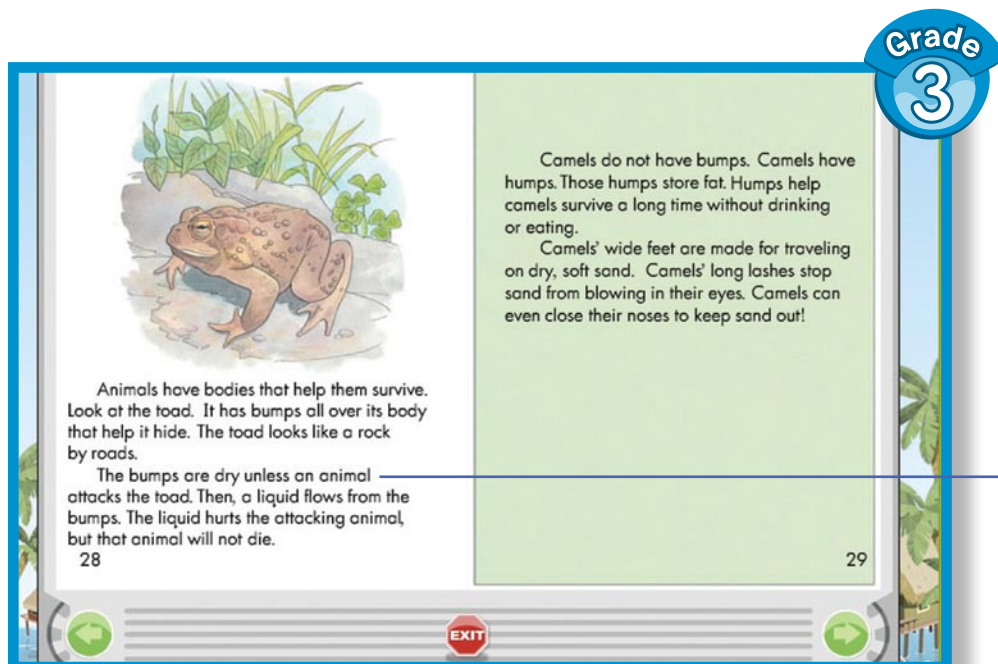 Grade
3
Animals have bodies that help them survive.
Look at the toad. It has bumps all over its body
that help it hide. The toad looks like a rock
by roads.
The bumps are dry unless an animal
attacks the toad. Then, a liquid flows from the
bumps. The liquid hurts the attacking animal,
but that animal will not die.
28
Camels do not have bumps. Camels have
humps. Those humps store fat. Humps help
camels survive a long time without drinking
or eating.
Camels' wide feet are made for traveling
on dry, soft sand. Camels' long lashes stop
sand from blowing in their eyes. Camels can
even close their noses to keep sand out!
29
EXIT